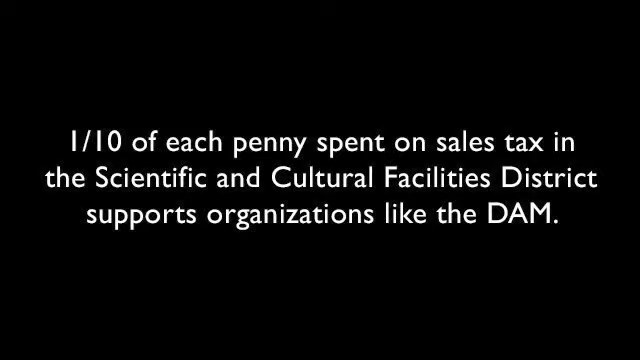 1/10 of each penny spent on sales tax in
the Scientific and Cultural Facilities District
supports organizations like the DAM.